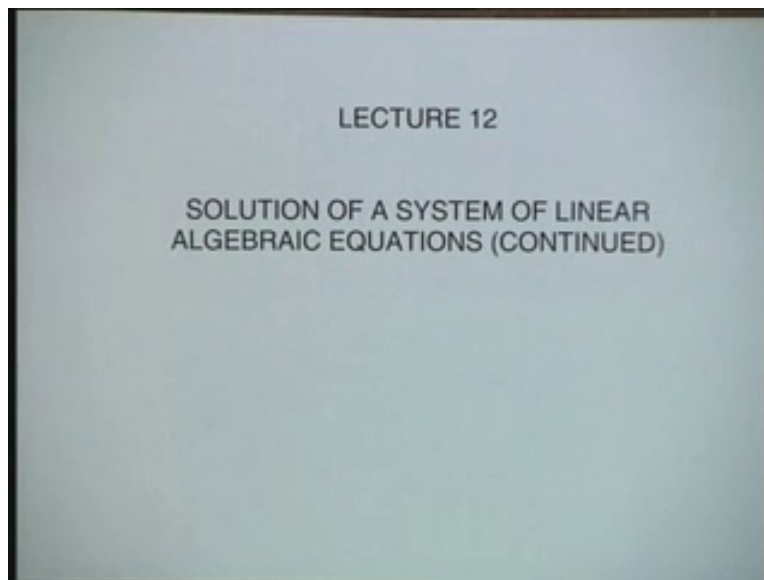 LECTURE 12
SOLUTION OF A SYSTEM OF LINEAR
ALGEBRAIC EQUATIONS (CONTINUED)